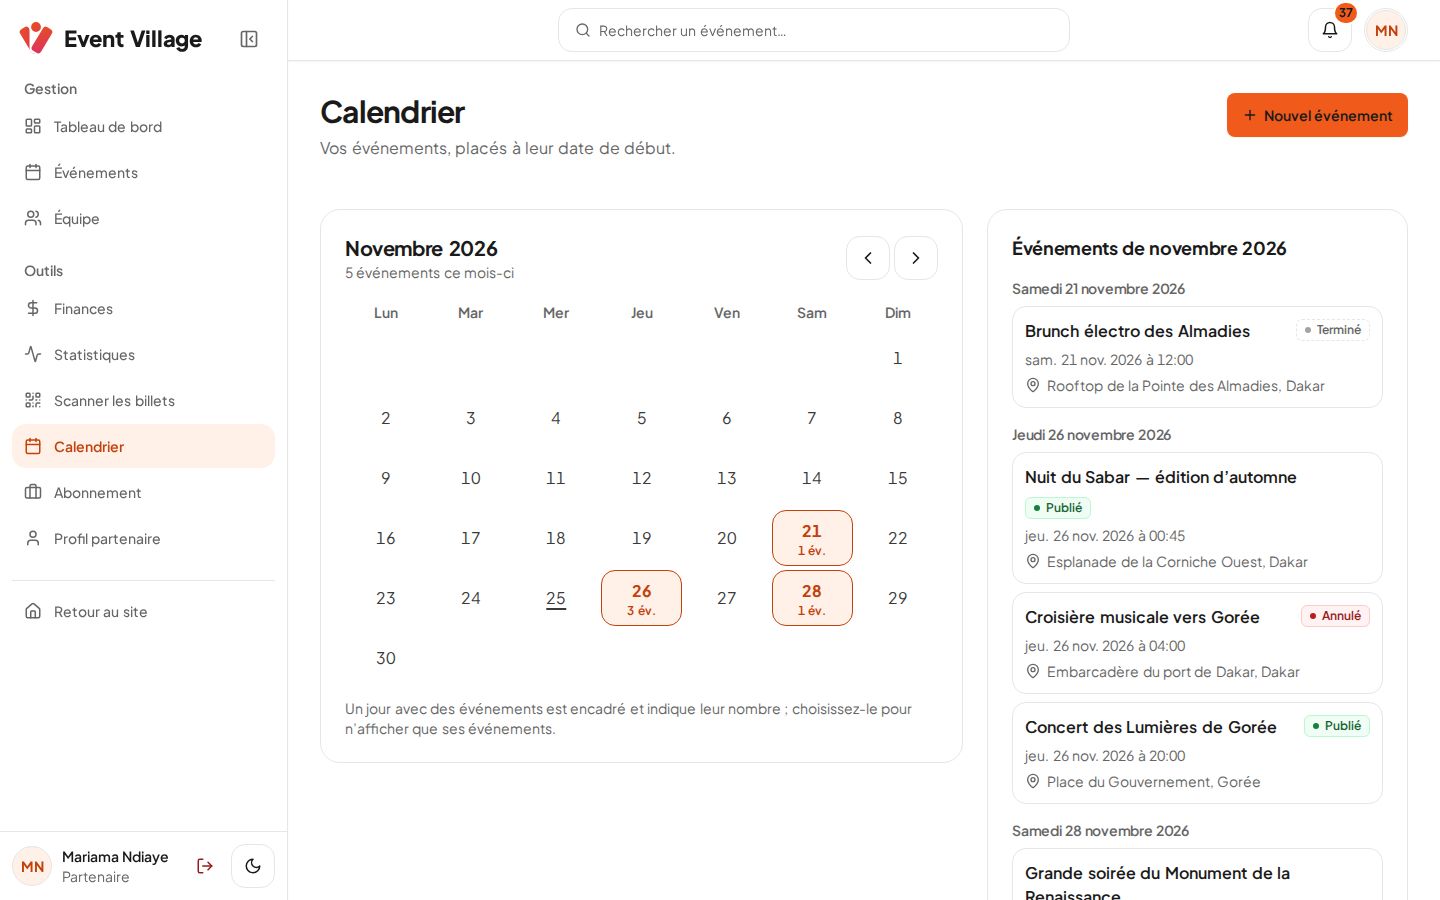 Event Village
Gestion
Tableau de bord
Événements
Équipe
Outils
Finances
Statistiques
Scanner les billets
Calendrier
Abonnement
Profil partenaire
Retour au site
MN
Mariama Ndiaye
Partenaire
Rechercher un événement…
37
MN
Calendrier
Vos événements, placés à leur date de début.
Nouvel événement
Novembre 2026
5 événements ce mois-ci
Lun Mar Mer Jeu Ven Sam Dim
1
2 3 4 5 6 7 8
9 10 11 12 13 14 15
16 17 18 19 20 21 22
1 év.
23 24 25 26 27 28 29
3 év. 1 év.
30
Un jour avec des événements est encadré et indique leur nombre ; choisissez-le pour
n’afficher que ses événements.
Événements de novembre 2026
Samedi 21 novembre 2026
Brunch électro des Almadies Terminé
sam. 21 nov. 2026 à 12:00
Rooftop de la Pointe des Almadies, Dakar
Jeudi 26 novembre 2026
Nuit du Sabar — édition d’automne
Publié
jeu. 26 nov. 2026 à 00:45
Esplanade de la Corniche Ouest, Dakar
Croisière musicale vers Gorée Annulé
jeu. 26 nov. 2026 à 04:00
Embarcadère du port de Dakar, Dakar
Concert des Lumières de Gorée Publié
jeu. 26 nov. 2026 à 20:00
Place du Gouvernement, Gorée
Samedi 28 novembre 2026
Grande soirée du Monument de la
Renaissance